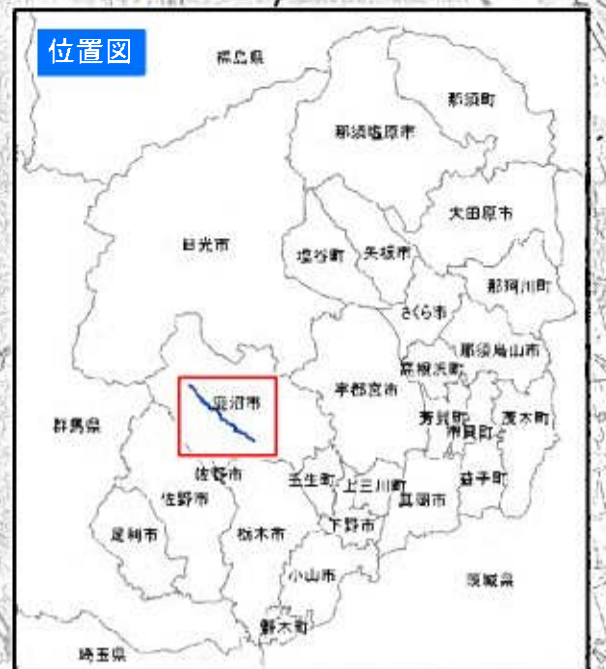 位置図
福島県
那須町
那須塩原市
大田原市
日光市
塩谷町
矢板市
那珂川町
さくら市
那須烏山市
高根沢町
宇都宮市
鹿沼市
芳賀町
茂木町
市貝町
群馬県
佐野市
壬生町
上三川町
真岡市
益子町
佐野市
下野市
足利市
栃木市
小山市
茨城県
野木町
埼玉県